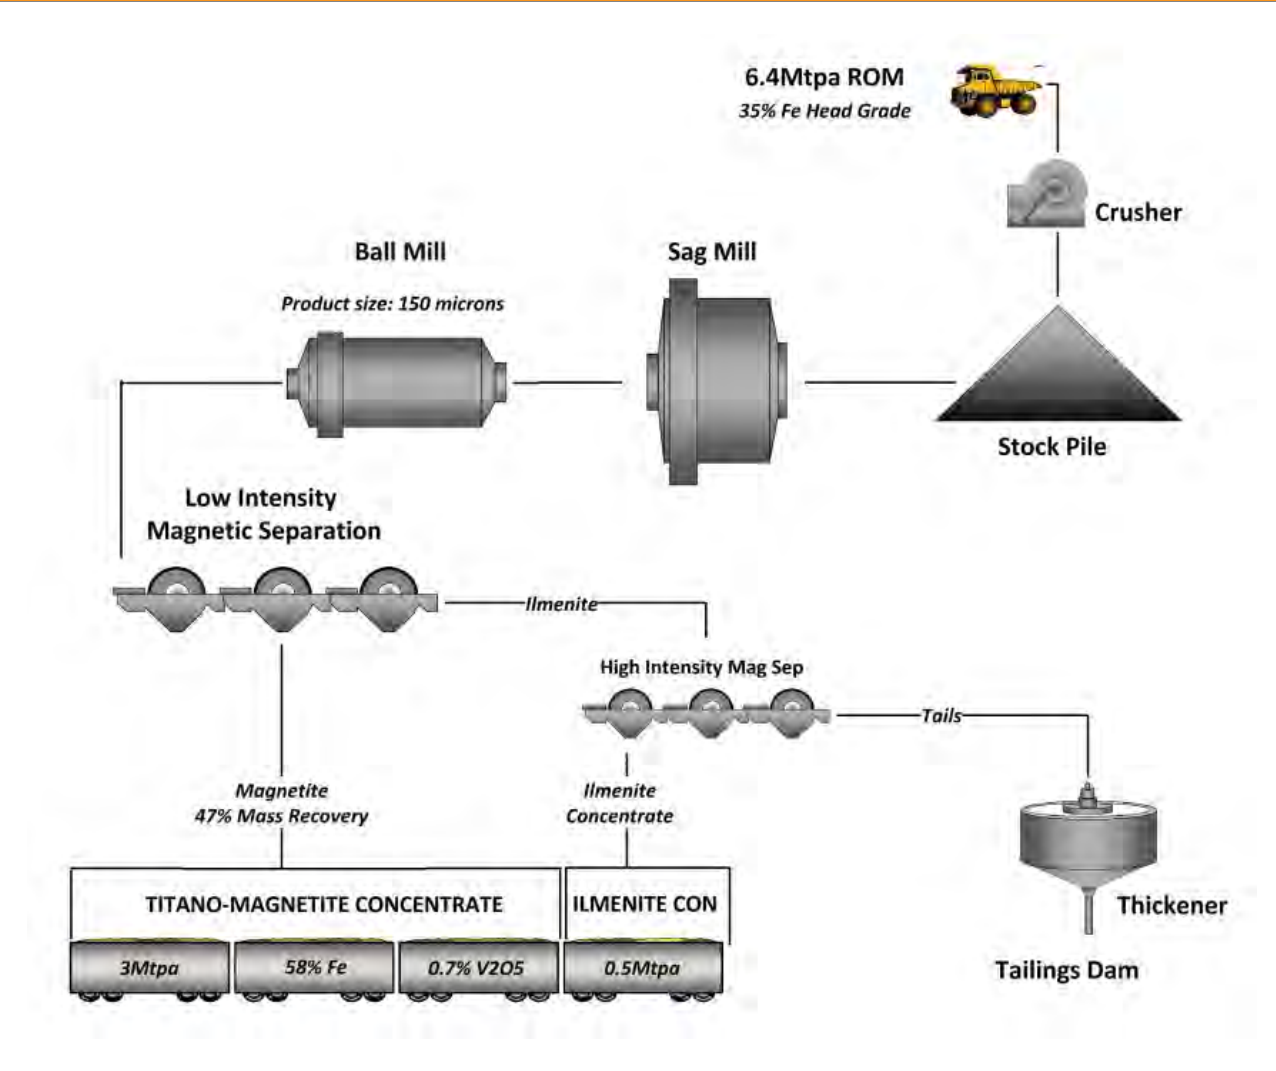 6.4Mtpa ROM
35% Fe Head Grade
Crusher
Ball Mill
Sag Mill
Product size: 150 microns
Stock Pile
Low Intensity
Magnetic Separation
Ilmenite
High Intensity Mag Sep
Tails
Magnetite
47% Mass Recovery
Ilmenite
Concentrate
TITANO-MAGNETITE CONCENTRATE
ILMENITE CON
Thickener
3Mtpa
58% Fe
0.7% V2O5
0.5Mtpa
Tailings Dam